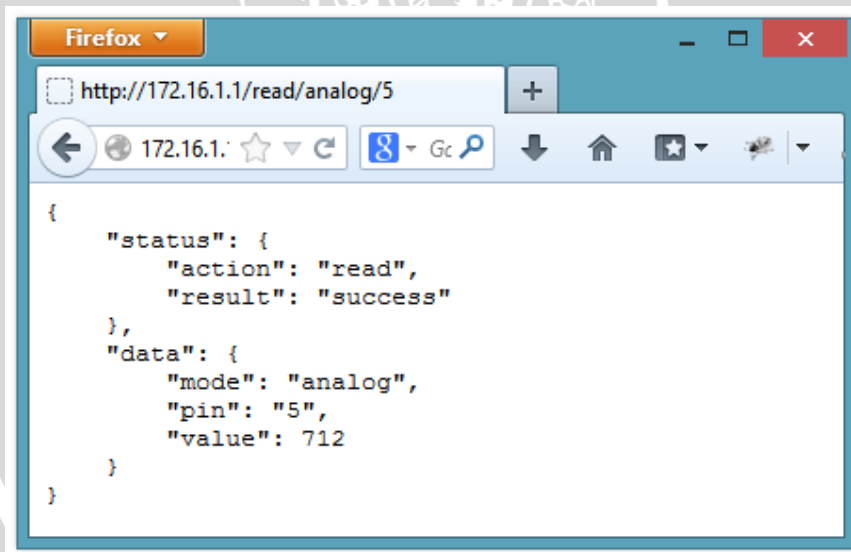 Firefox
http://172.16.1.1/read/analog/5
172.16.1.
{
    "status": {
        "action": "read",
        "result": "success"
    },
    "data": {
        "mode": "analog",
        "pin": "5",
        "value": 712
    }
}